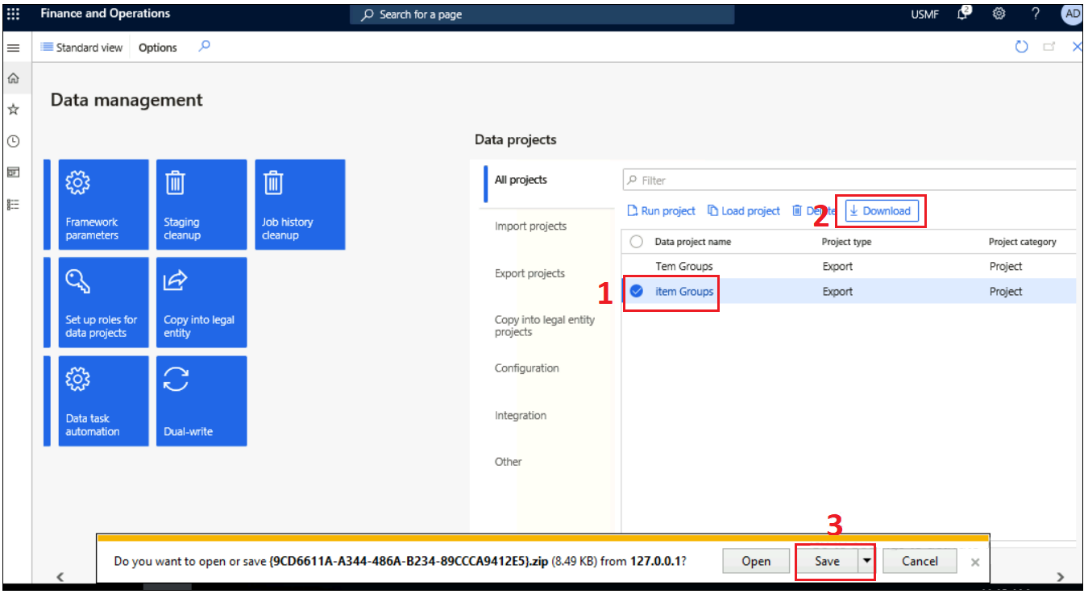 Finance and Operations
Search for a page
USMF
2
?
AD
Standard view Options
Data management
Data projects
All projects
Filter
Framework
parameters
Staging
cleanup
Job history
cleanup
2
Run project Load project Download
Import projects
Data project name Project type Project category
Tem Groups Export Project
1
item Groups Export Project
Export projects
Set up roles for
data projects
Copy into legal
entity
Copy into legal entity
projects
Configuration
Data task
automation
Dual-write
Integration
Other
3
Do you want to open or save {9CD6611A-A344-486A-B234-89CCCA9412E5}.zip (8.49 KB) from 127.0.0.1?
Open Save Cancel